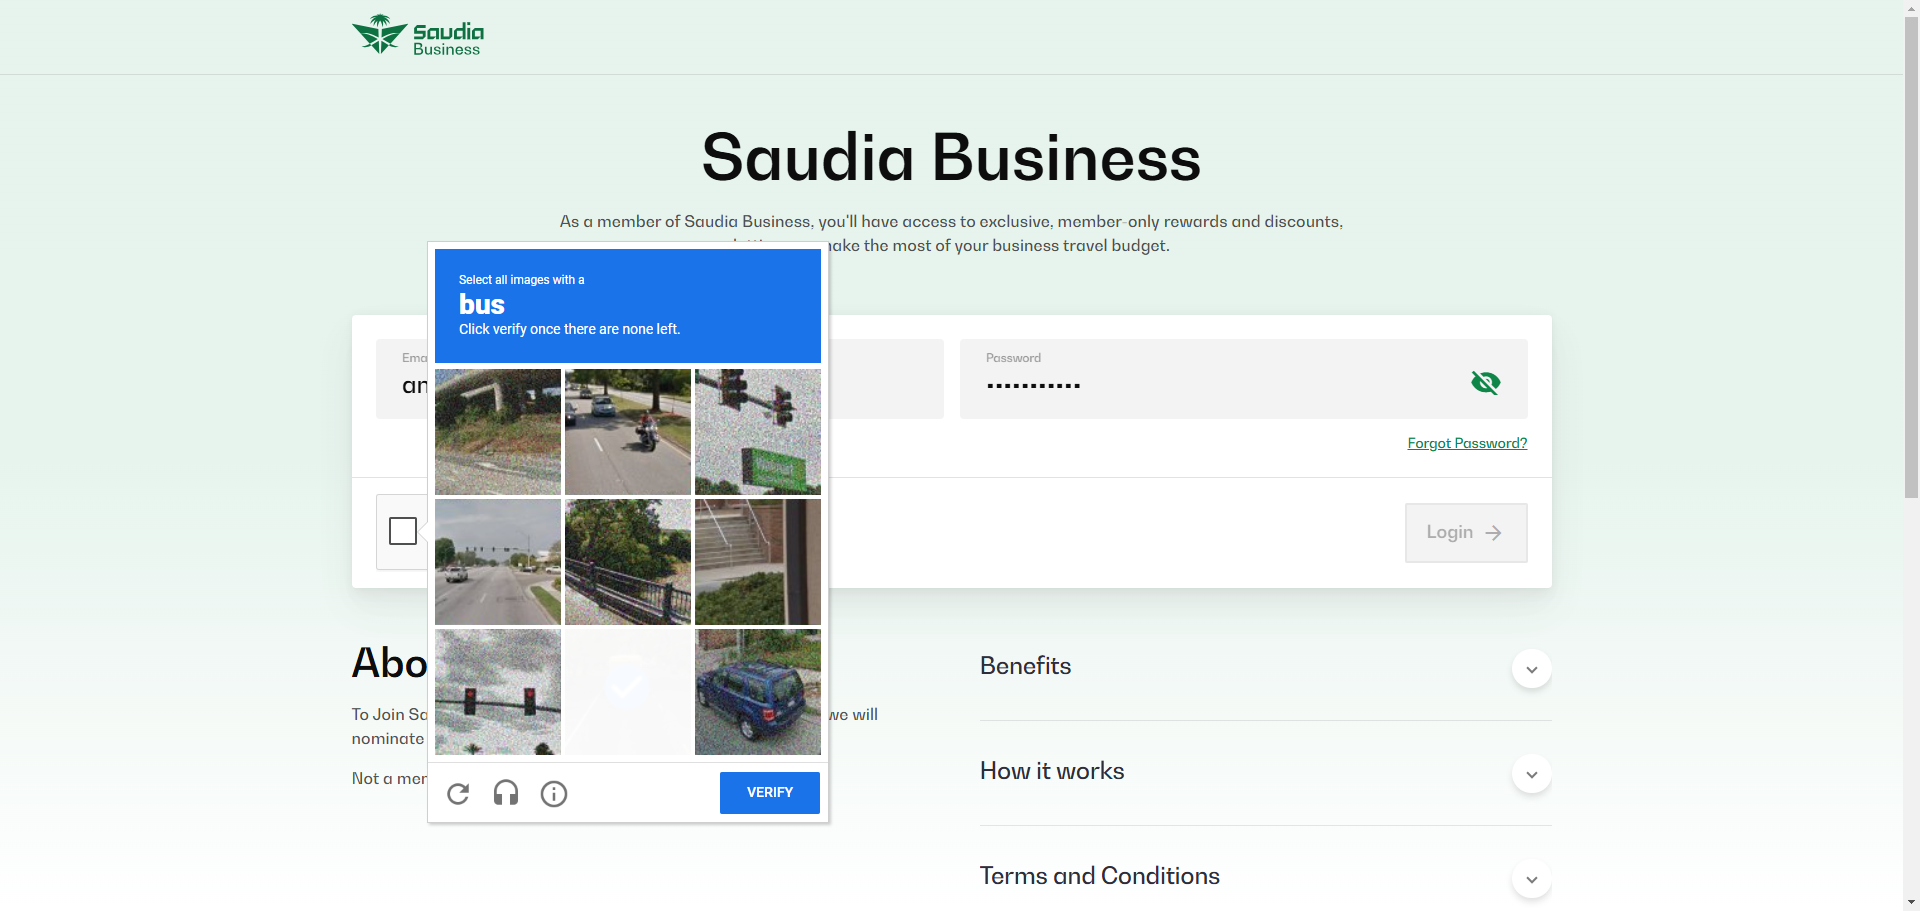 Saudia
Business
Saudia Business
As a member of Saudia Business, you'll have access to exclusive, member-only rewards and discounts,
make the most of your business travel budget.
Select all images with a
bus
Click verify once there are none left.
Ema
an
Password
•••••••••••
Forgot Password?
Login
VERIFY
Abo
To Join Sa
we will
nominate
Not a mer
Benefits
How it works
Terms and Conditions